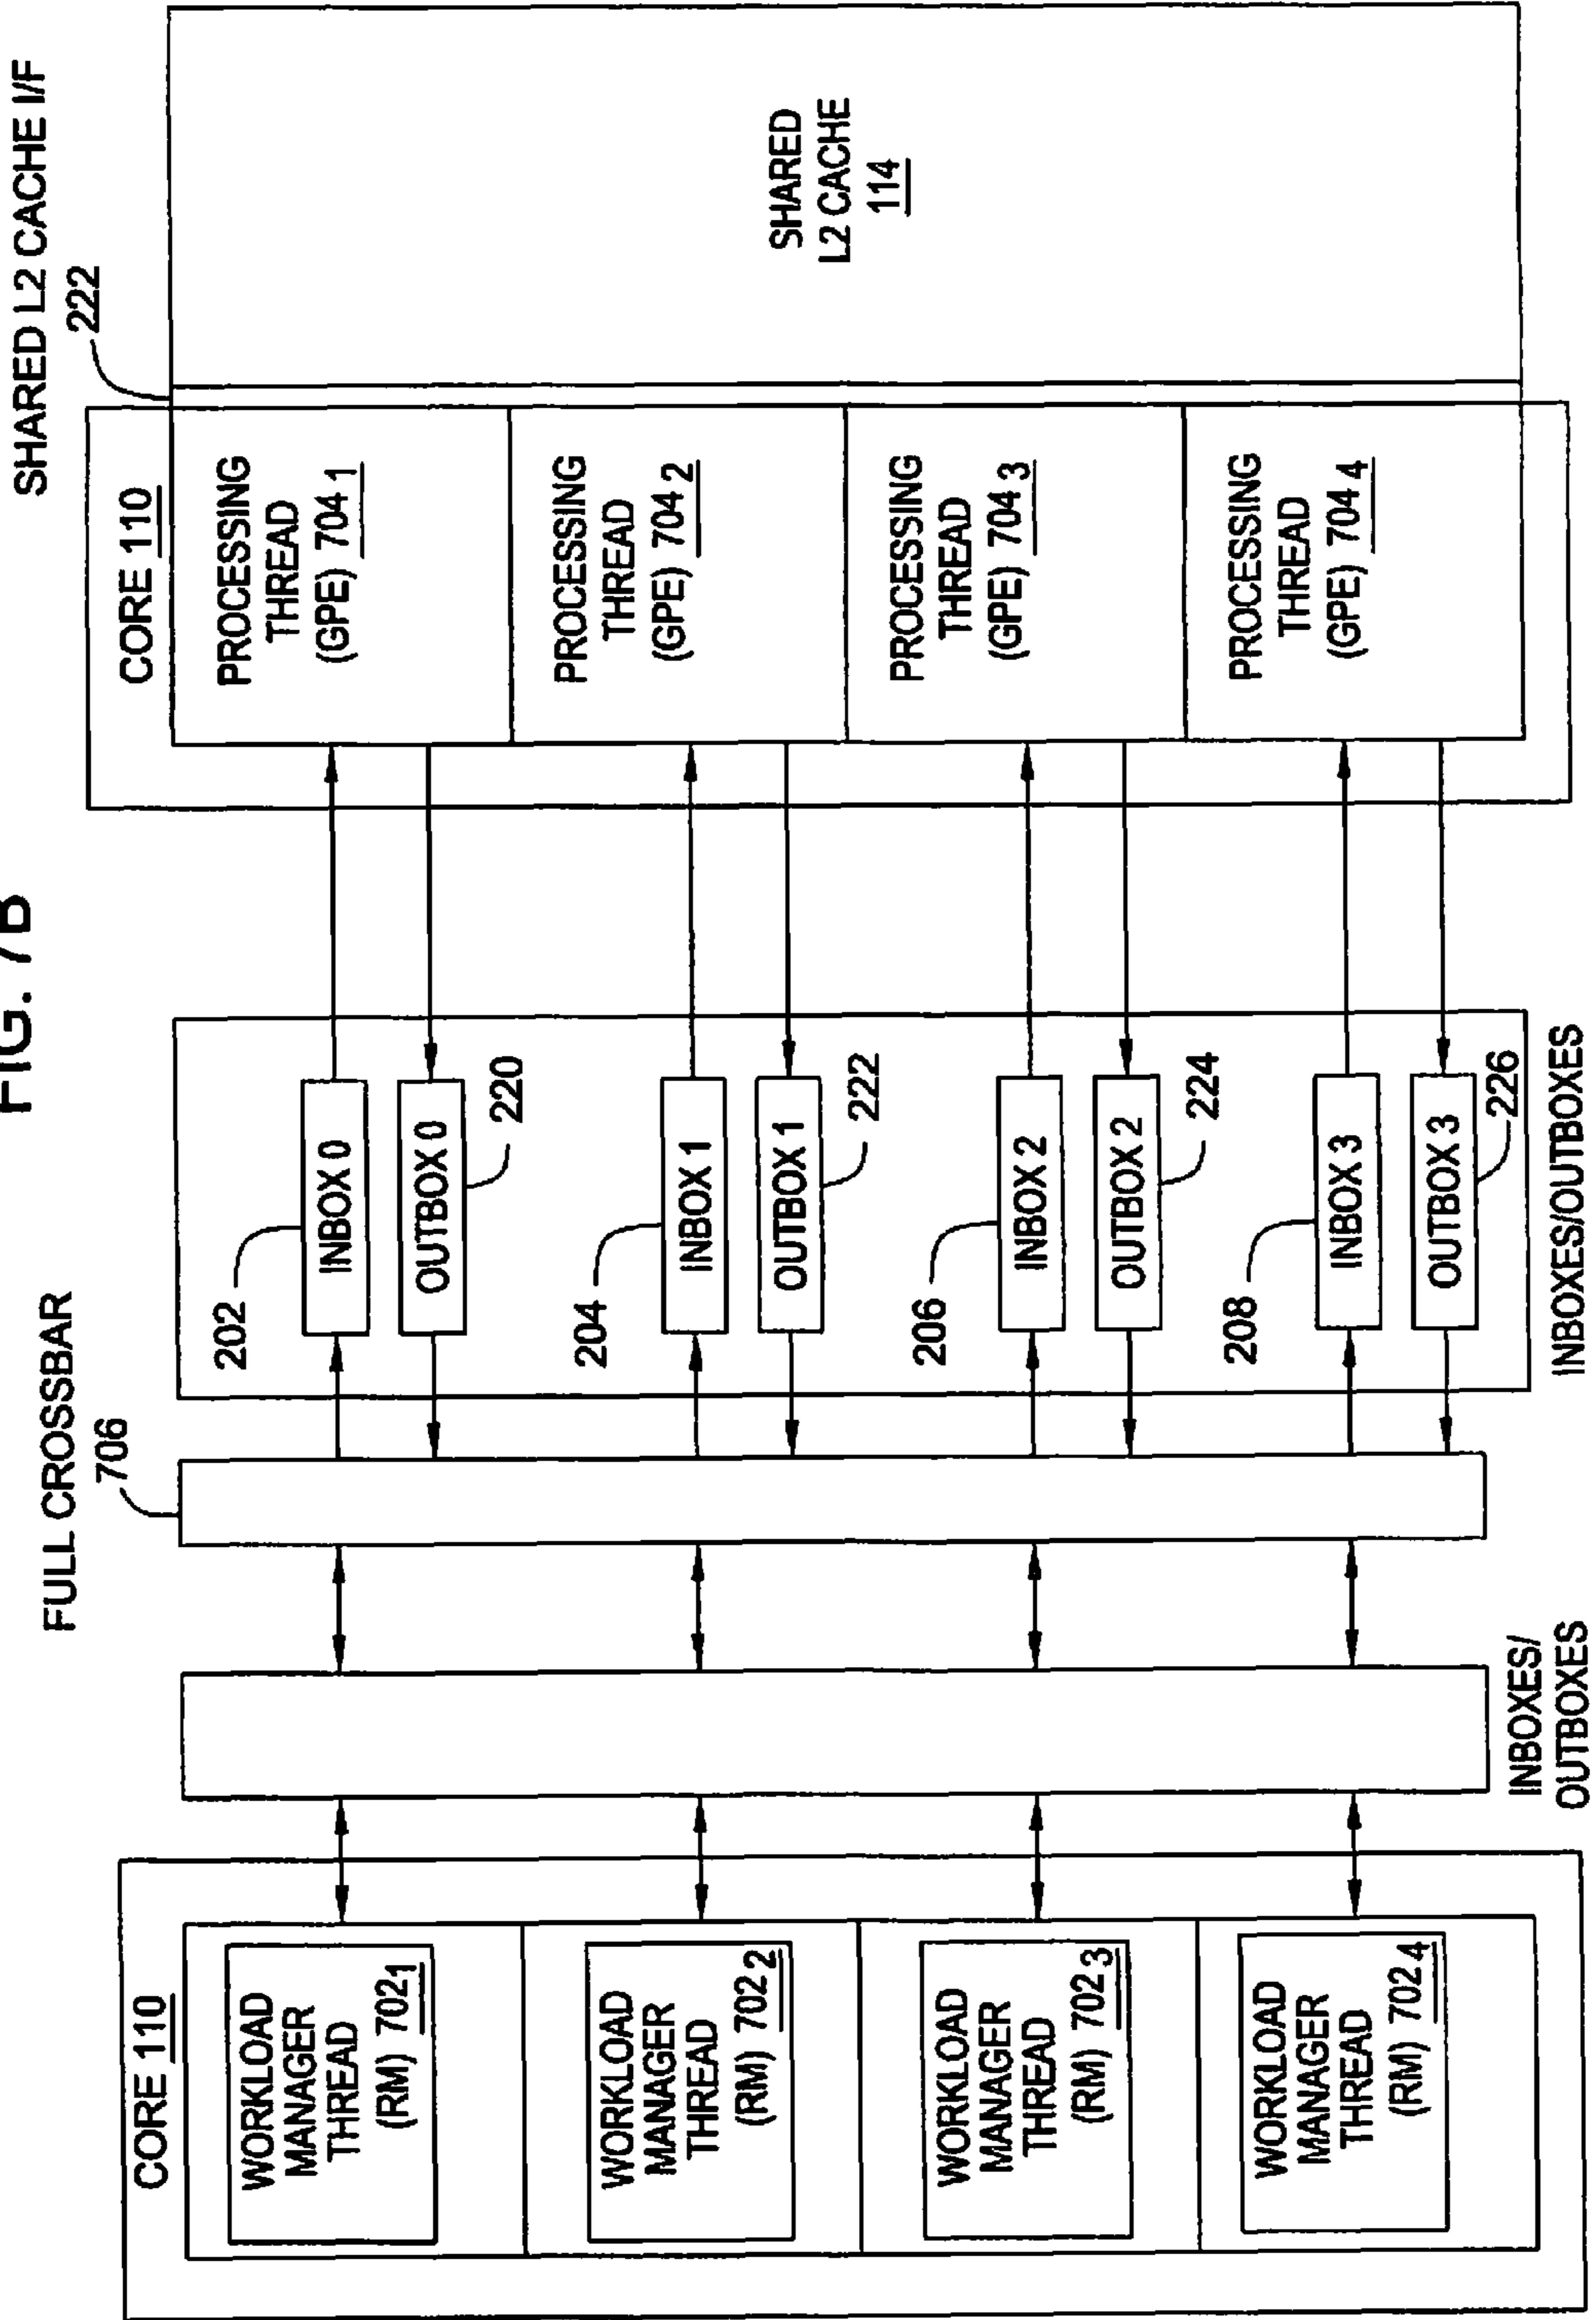 FIG. 7B
CORE 110
WORKLOAD
MANAGER
THREAD
(RM) 702 1
WORKLOAD
MANAGER
THREAD
(RM) 702 2
WORKLOAD
MANAGER
THREAD
(RM) 702 3
WORKLOAD
MANAGER
THREAD
(RM) 702 4
INBOXES/
OUTBOXES
FULL CROSSBAR
706
202
INBOX 0
OUTBOX 0
220
204
INBOX 1
OUTBOX 1
222
206
INBOX 2
OUTBOX 2
224
208
INBOX 3
OUTBOX 3
226
INBOXES/OUTBOXES
CORE 110
PROCESSING
THREAD
(GPE) 704 1
PROCESSING
THREAD
(GPE) 704 2
PROCESSING
THREAD
(GPE) 704 3
PROCESSING
THREAD
(GPE) 704 4
SHARED L2 CACHE I/F
222
SHARED
L2 CACHE
114